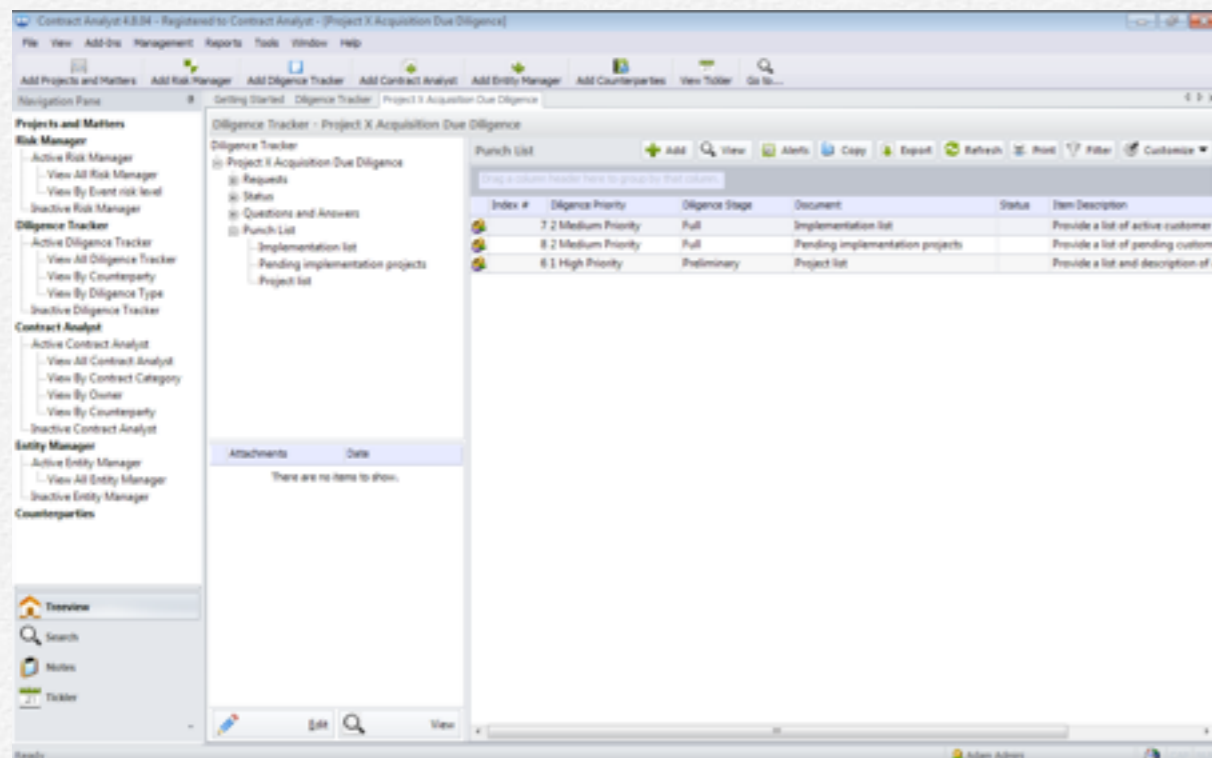 Contract Analyst 4.8.04 - Registered to Contract Analyst - [Project X Acquisition Due Diligence]
File View Add-Ins Management Reports Tools Window Help
Add Projects and Matters Add Risk Manager Add Diligence Tracker Add Contract Analyst Add Entity Manager Add Counterparties View Tickler Go to...
Navigation Pane
Getting Started Diligence Tracker Project X Acquisition Due Diligence
Projects and Matters
Risk Manager
Active Risk Manager
View All Risk Manager
View By Event risk level
Inactive Risk Manager
Diligence Tracker
Active Diligence Tracker
View All Diligence Tracker
View By Counterparty
View By Diligence Type
Inactive Diligence Tracker
Contract Analyst
Active Contract Analyst
View All Contract Analyst
View By Contract Category
View By Owner
View By Counterparty
Inactive Contract Analyst
Entity Manager
Active Entity Manager
View All Entity Manager
Inactive Entity Manager
Counterparties
Treeview
Search
Notes
Tickler
Diligence Tracker - Project X Acquisition Due Diligence
Diligence Tracker
Project X Acquisition Due Diligence
Requests
Status
Questions and Answers
Punch List
Implementation list
Pending implementation projects
Project list
Attachments Date
There are no items to show.
Edit View
Punch List Add View Copy Export Refresh Print Filter Customize
Drag a column header here to group by that column.
Index # Diligence Priority Diligence Stage Document Status Item Description
7 2 Medium Priority Full Implementation list Provide a list of active customer
8 2 Medium Priority Full Pending implementation projects Provide a list of pending custom
6 1 High Priority Preliminary Project list Provide a list and description of
Ready Adam Admin